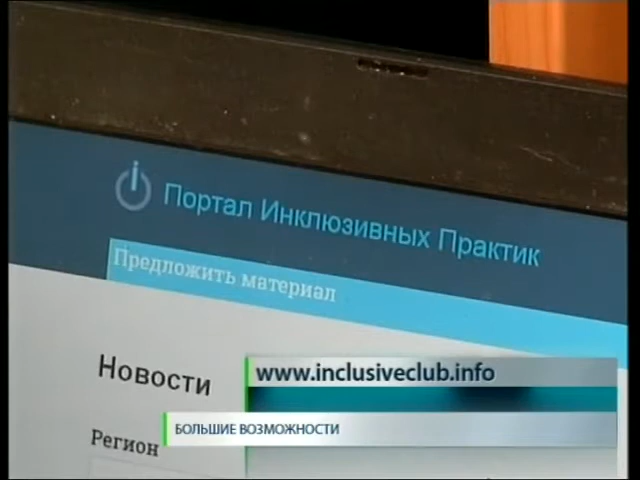 Портал Инклюзивных Практик
Предложить материал
Новости
www.inclusiveclub.info
БОЛЬШИЕ ВОЗМОЖНОСТИ
Регион